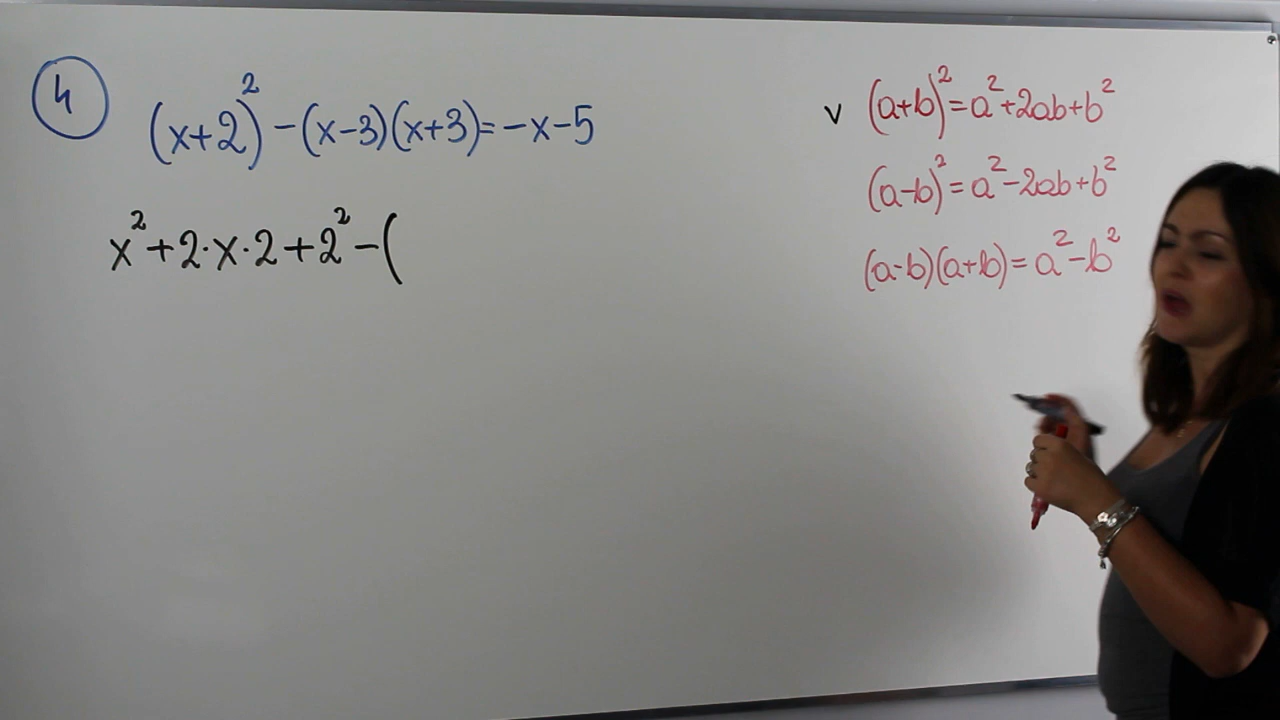 4
(x+2)² - (x-3)(x+3) = -x-5
x² + 2·x·2 + 2² - (
v (a+b)² = a² + 2ab + b²
(a-b)² = a² - 2ab + b²
(a-b)(a+b) = a² - b²